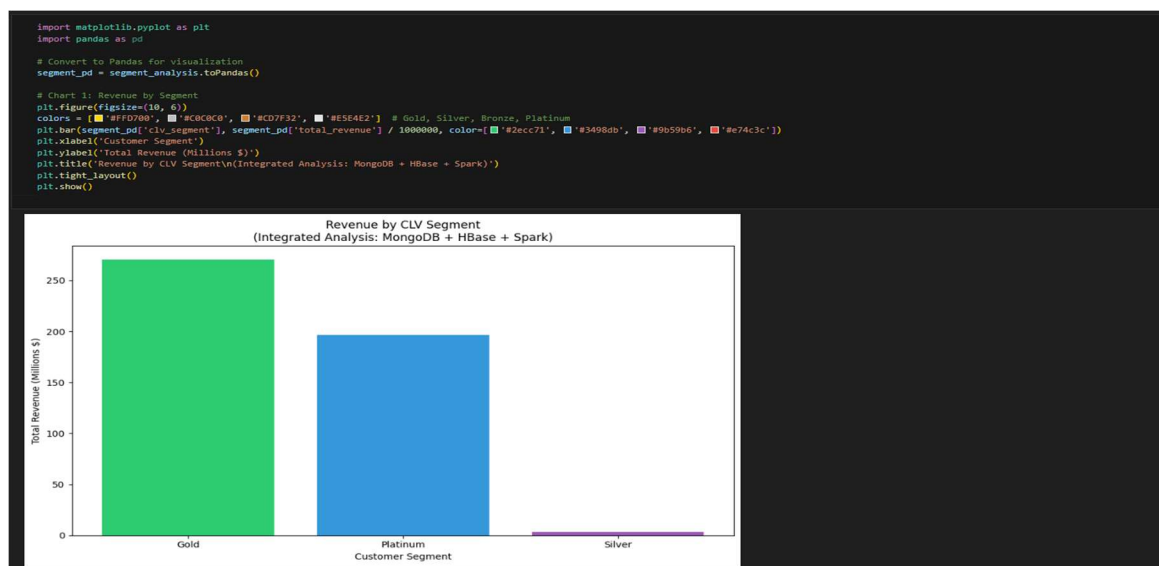 import matplotlib.pyplot as plt
import pandas as pd
# Convert to Pandas for visualization
segment_pd = segment_analysis.toPandas()
# Chart 1: Revenue by Segment
plt.figure(figsize=(10, 6))
colors = ['#FFD700', '#C0C0C0', '#CD7F32', '#E5E4E2']  # Gold, Silver, Bronze, Platinum
plt.bar(segment_pd['clv_segment'], segment_pd['total_revenue'] / 1000000, color=['#2ecc71', '#3498db', '#9b59b6', '#e74c3c'])
plt.xlabel('Customer Segment')
plt.ylabel('Total Revenue (Millions $)')
plt.title('Revenue by CLV Segment\n(Integrated Analysis: MongoDB + HBase + Spark)')
plt.tight_layout()
plt.show()
Revenue by CLV Segment
(Integrated Analysis: MongoDB + HBase + Spark)
Total Revenue (Millions $)
250
200
150
100
50
0
Gold Platinum Silver
Customer Segment